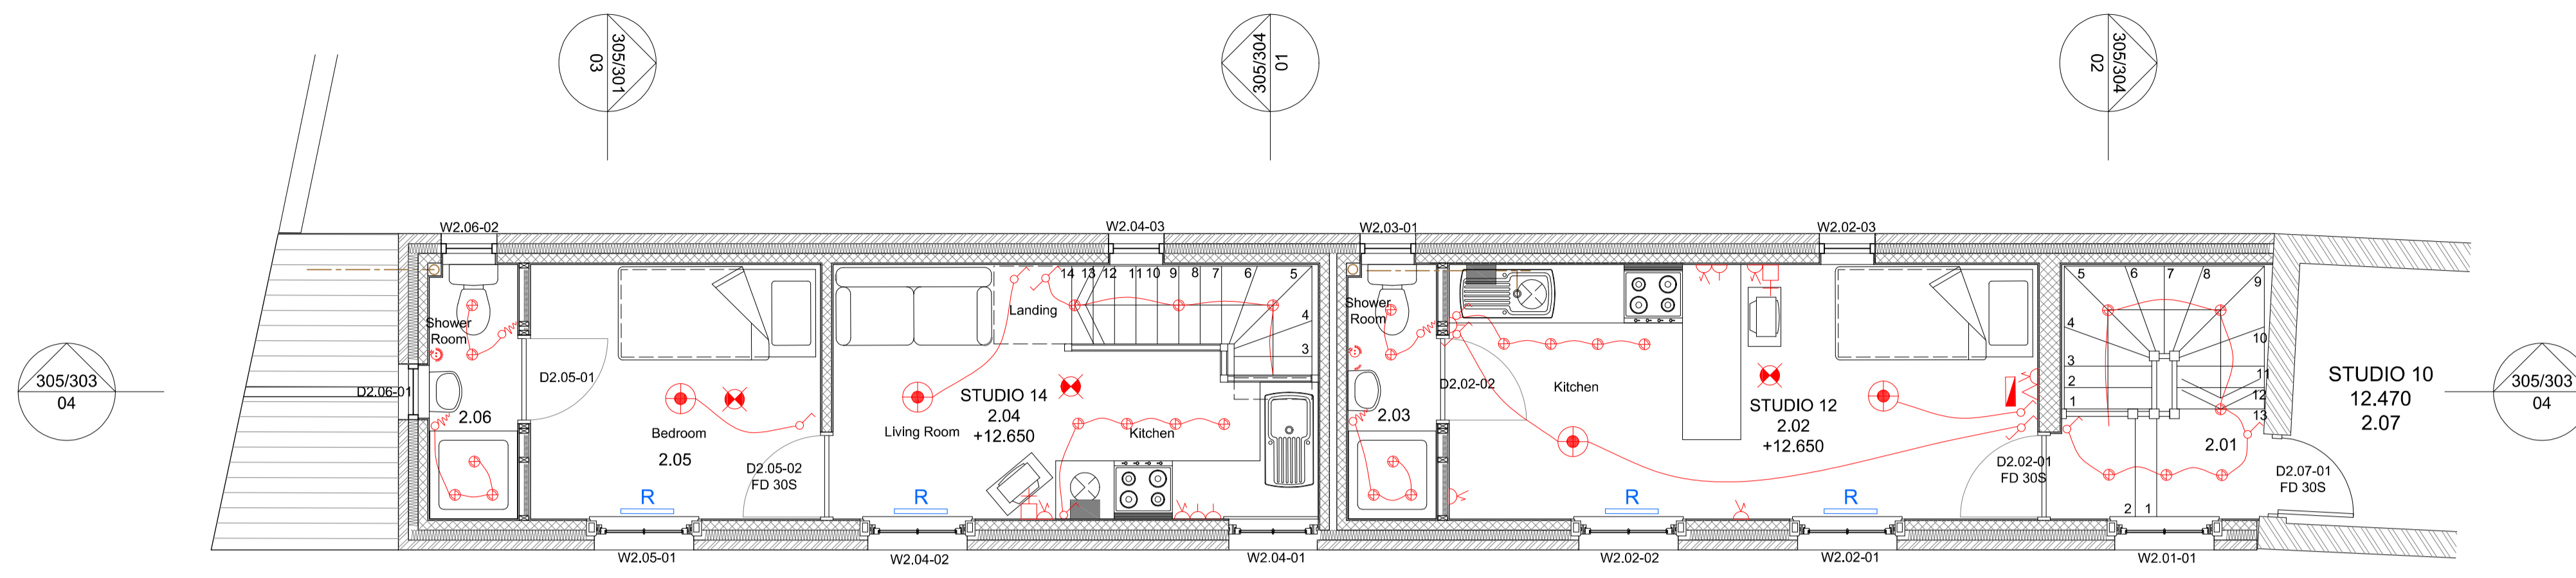 305/301
03
305/304
01
305/304
02
W2.06-02
W2.04-03
W2.03-01
W2.02-03
14 13 12 11 10 9 8 7 6 5
4
3
5 6 7 8 9
4
3
2
1
10
11
12
13
Shower
Room
Landing
Shower
Room
305/303
04
D2.06-01
D2.05-01
2.06
Bedroom
2.05
D2.05-02
FD 30S
Living Room
STUDIO 14
2.04
+12.650
Kitchen
D2.02-02
2.03
Kitchen
STUDIO 12
2.02
+12.650
D2.02-01
FD 30S
2.01
D2.07-01
FD 30S
STUDIO 10
12.470
2.07
305/303
04
R
R
R
R
2 1
W2.05-01
W2.04-02
W2.04-01
W2.02-02
W2.02-01
W2.01-01